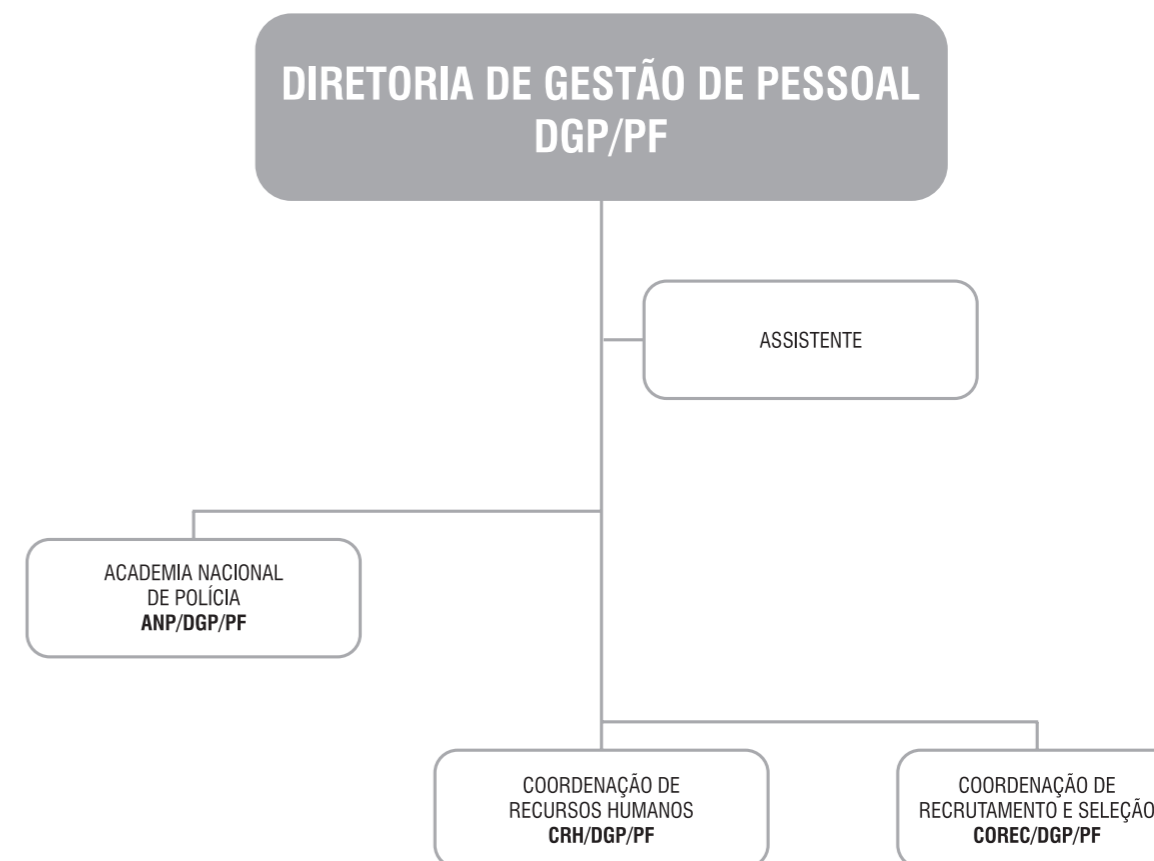 DIRETORIA DE GESTÃO DE PESSOAL
DGP/PF
ASSISTENTE
ACADEMIA NACIONAL
DE POLÍCIA
ANP/DGP/PF
COORDENAÇÃO DE
RECURSOS HUMANOS
CRH/DGP/PF
COORDENAÇÃO DE
RECRUTAMENTO E SELEÇÃO
COREC/DGP/PF